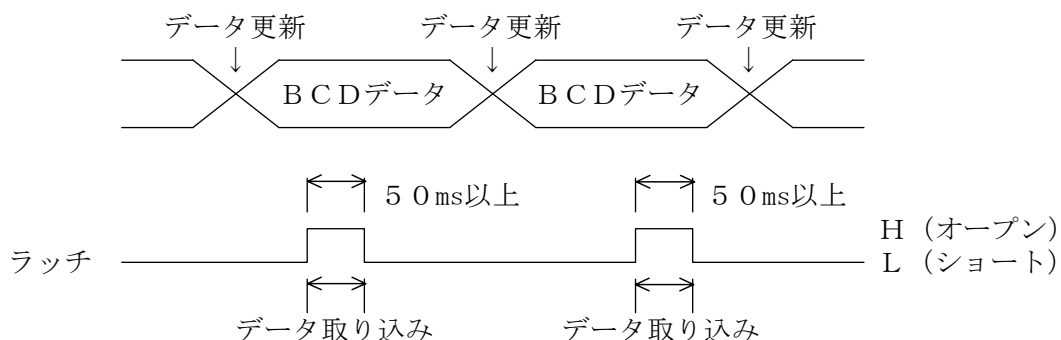 データ更新 データ更新 データ更新
↓ ↓ ↓
ＢＣＤデータ ＢＣＤデータ
５０ms以上 ５０ms以上
Ｈ（オープン）
ラッチ Ｌ（ショート）
データ取り込み データ取り込み